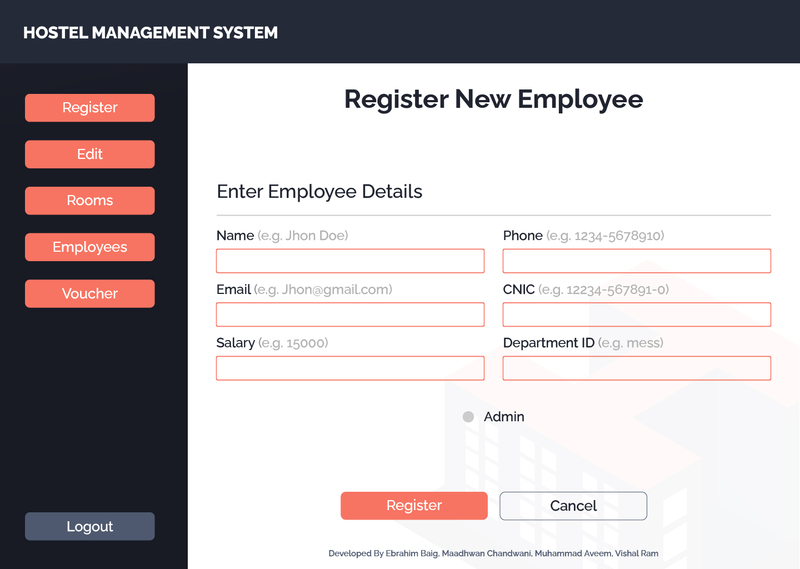 HOSTEL MANAGEMENT SYSTEM
Register
Edit
Rooms
Employees
Voucher
Logout
Register New Employee
Enter Employee Details
Name (e.g. Jhon Doe)
Phone (e.g. 1234-5678910)
Email (e.g. Jhon@gmail.com)
CNIC (e.g. 12234-567891-0)
Salary (e.g. 15000)
Department ID (e.g. mess)
Admin
Register
Cancel
Developed By Ebrahim Baig, Maadhwan Chandwani, Muhammad Aveem, Vishal Ram